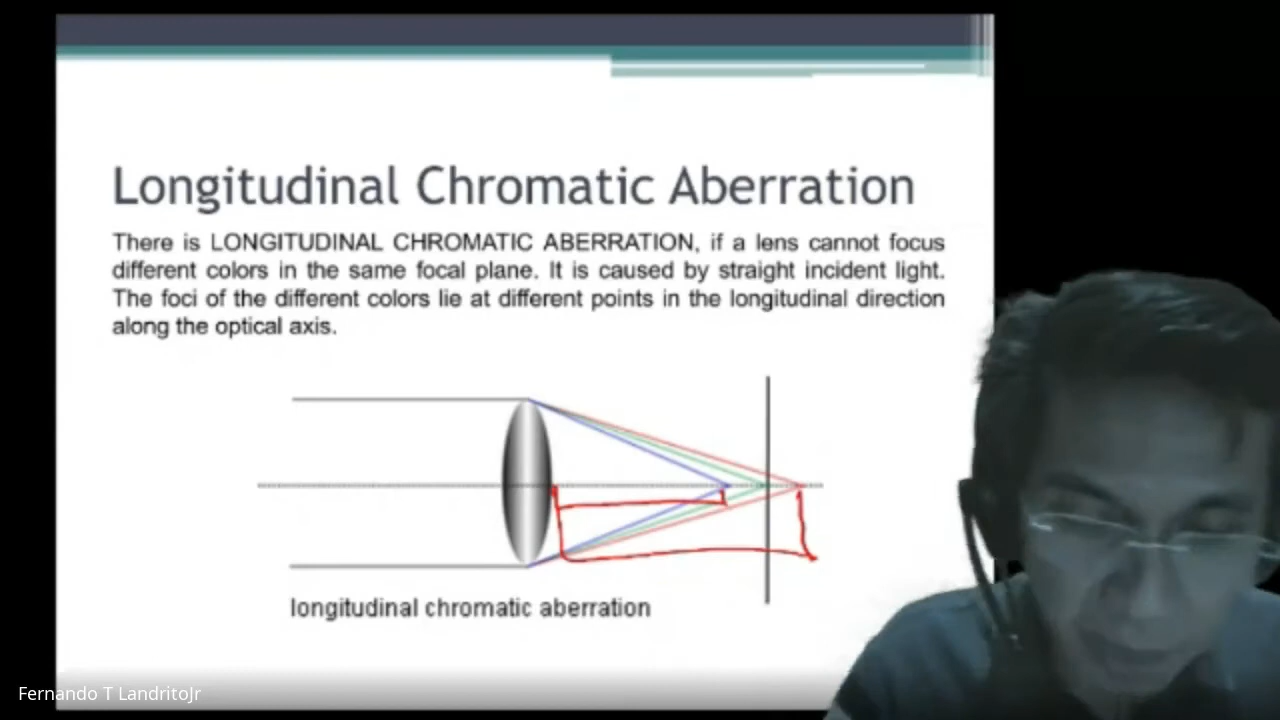 Longitudinal Chromatic Aberration
There is LONGITUDINAL CHROMATIC ABERRATION, if a lens cannot focus
different colors in the same focal plane. It is caused by straight incident light.
The foci of the different colors lie at different points in the longitudinal direction
along the optical axis.
longitudinal chromatic aberration
Fernando T LandritoJr